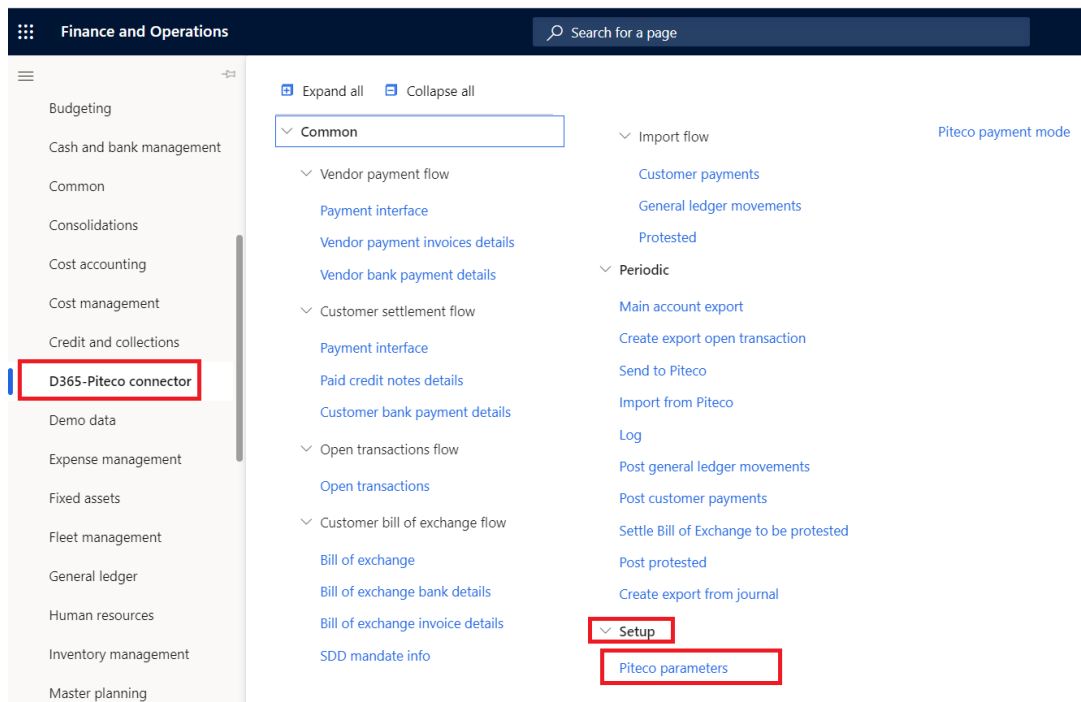 Finance and Operations
Search for a page
Budgeting
Cash and bank management
Common
Consolidations
Cost accounting
Cost management
Credit and collections
D365-Piteco connector
Demo data
Expense management
Fixed assets
Fleet management
General ledger
Human resources
Inventory management
Master planning
Expand all
Collapse all
Common
Vendor payment flow
Payment interface
Vendor payment invoices details
Vendor bank payment details
Customer settlement flow
Payment interface
Paid credit notes details
Customer bank payment details
Open transactions flow
Open transactions
Customer bill of exchange flow
Bill of exchange
Bill of exchange bank details
Bill of exchange invoice details
SDD mandate info
Import flow
Customer payments
General ledger movements
Protested
Periodic
Main account export
Create export open transaction
Send to Piteco
Import from Piteco
Log
Post general ledger movements
Post customer payments
Settle Bill of Exchange to be protested
Post protested
Create export from journal
Setup
Piteco parameters
Piteco payment mode